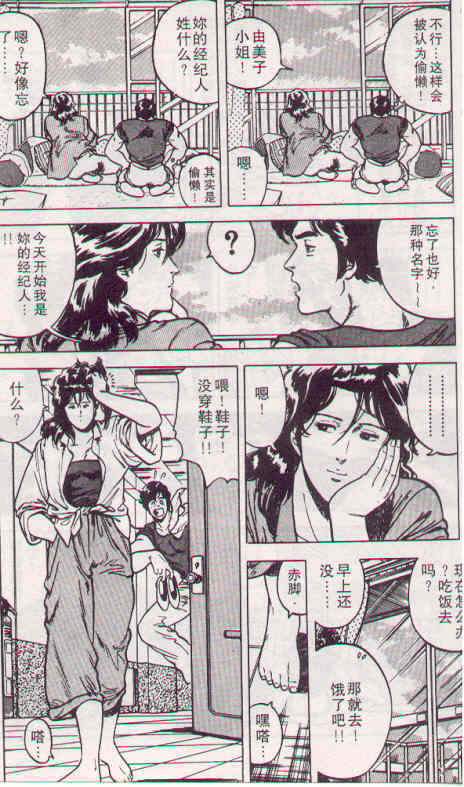 不行…这样会
被认为偷懒！
由美子
小姐！
嗯……
妳的经纪人
姓什么？
嗯？好像忘
了……
其实是
偷懒！
忘了也好，
那种名字～～
？
今天开始我是
妳的经纪人…
!!
…………
嗯！
现在怎么办
？吃饭去
吗？
早上还
没……
那就去！
饿了吧!!
赤脚．
嘿嗒…
喂！鞋子！
没穿鞋子!!
什么？
嗒…